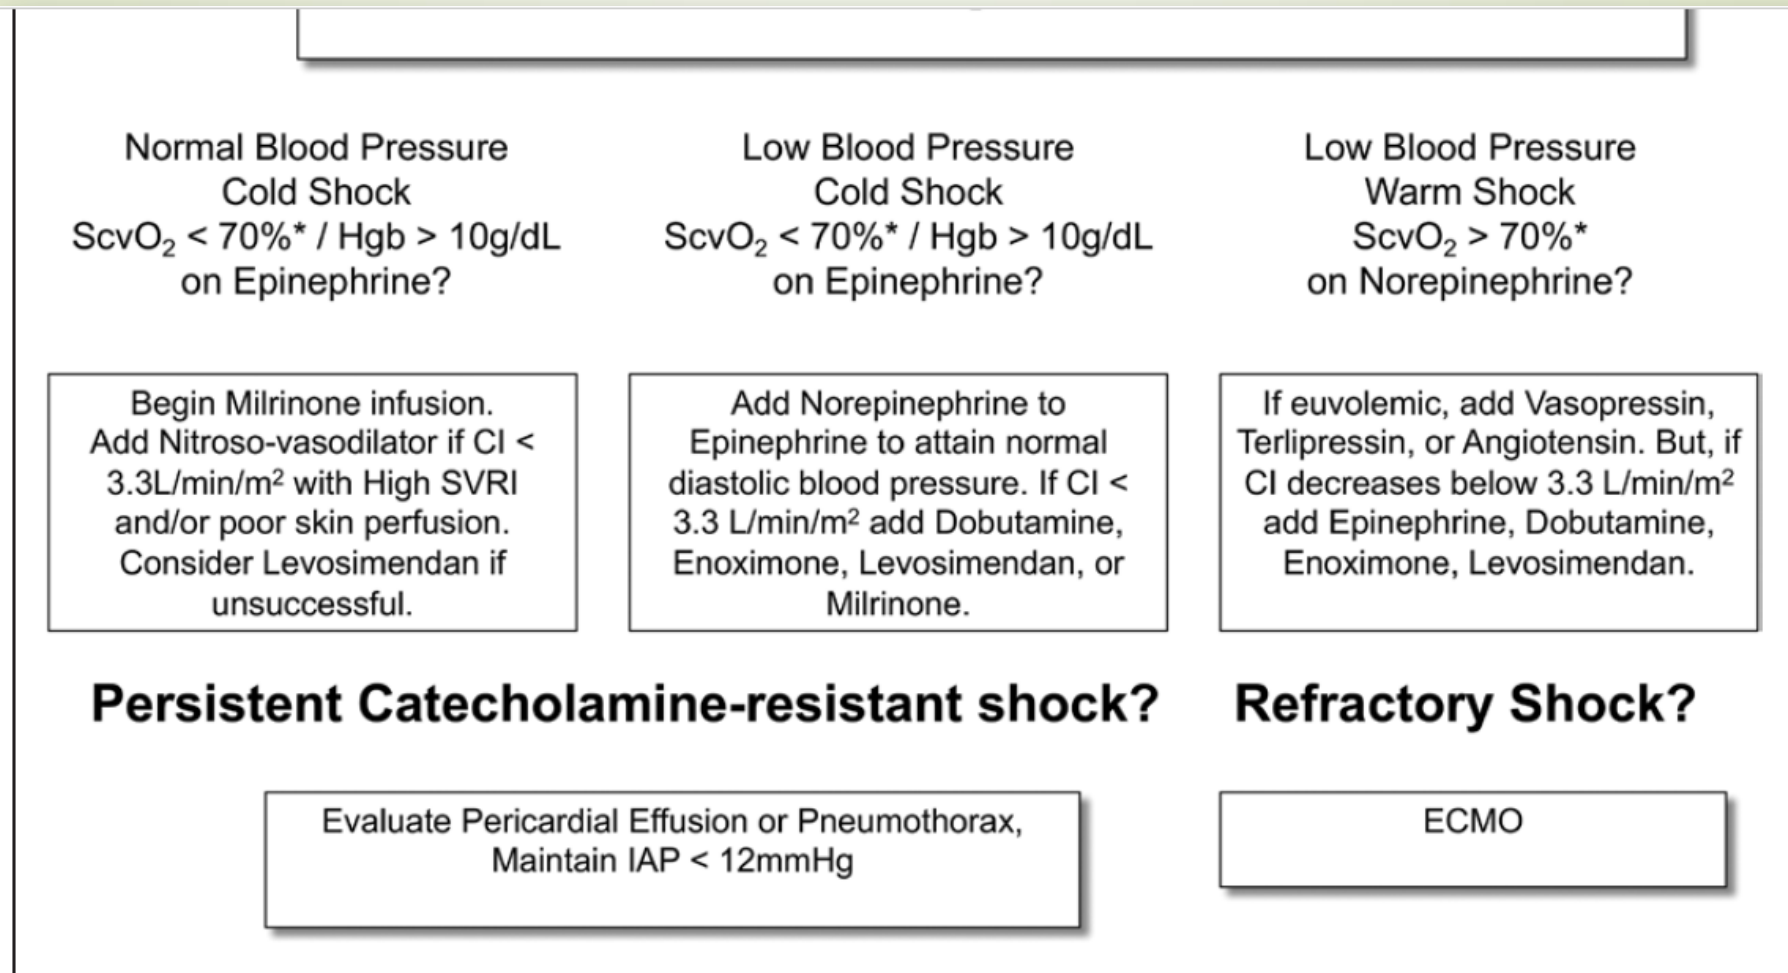 Normal Blood Pressure
Cold Shock
ScvO₂ < 70%* / Hgb > 10g/dL
on Epinephrine?
Low Blood Pressure
Cold Shock
ScvO₂ < 70%* / Hgb > 10g/dL
on Epinephrine?
Low Blood Pressure
Warm Shock
ScvO₂ > 70%*
on Norepinephrine?
Begin Milrinone infusion.
Add Nitroso-vasodilator if CI <
3.3L/min/m² with High SVRI
and/or poor skin perfusion.
Consider Levosimendan if
unsuccessful.
Add Norepinephrine to
Epinephrine to attain normal
diastolic blood pressure. If CI <
3.3 L/min/m² add Dobutamine,
Enoximone, Levosimendan, or
Milrinone.
If euvolemic, add Vasopressin,
Terlipressin, or Angiotensin. But, if
CI decreases below 3.3 L/min/m²
add Epinephrine, Dobutamine,
Enoximone, Levosimendan.
Persistent Catecholamine-resistant shock?
Refractory Shock?
Evaluate Pericardial Effusion or Pneumothorax,
Maintain IAP < 12mmHg
ECMO